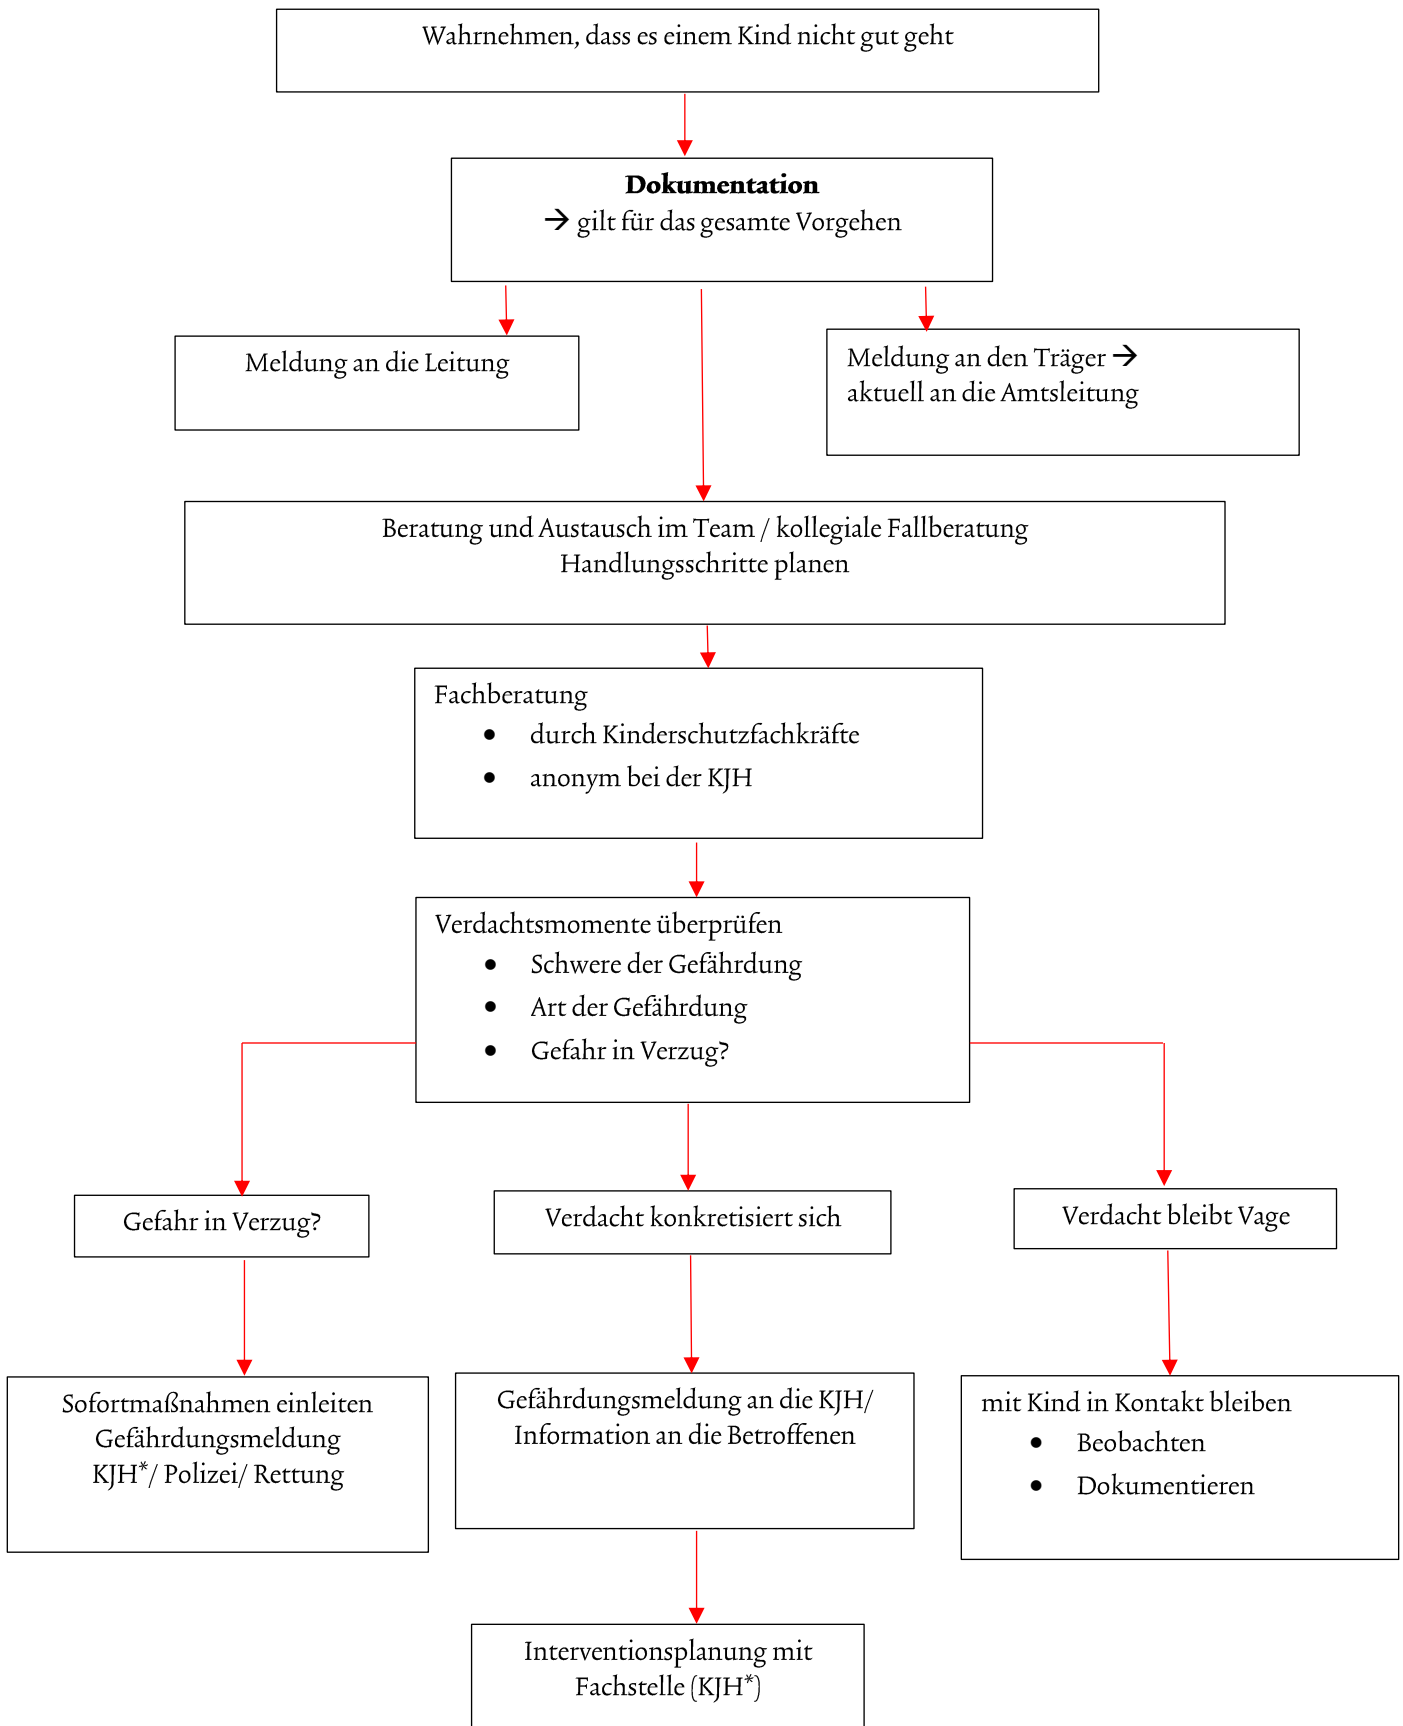 Wahrnehmen, dass es einem Kind nicht gut geht
Dokumentation
→ gilt für das gesamte Vorgehen
Meldung an die Leitung
Meldung an den Träger →
aktuell an die Amtsleitung
Beratung und Austausch im Team / kollegiale Fallberatung
Handlungsschritte planen
Fachberatung
• durch Kinderschutzfachkräfte
• anonym bei der KJH
Verdachtsmomente überprüfen
• Schwere der Gefährdung
• Art der Gefährdung
• Gefahr in Verzug?
Gefahr in Verzug?
Verdacht konkretisiert sich
Verdacht bleibt Vage
Sofortmaßnahmen einleiten
Gefährdungsmeldung
KJH*/ Polizei/ Rettung
Gefährdungsmeldung an die KJH/
Information an die Betroffenen
mit Kind in Kontakt bleiben
• Beobachten
• Dokumentieren
Interventionsplanung mit
Fachstelle (KJH*)